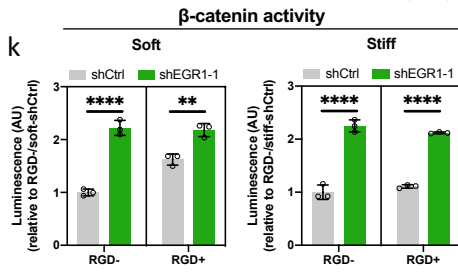 β-catenin activity
k
Soft
shCtrl shEGR1-1
Luminescence (AU)
(relative to RGD-/soft-shCtrl)
3
2
1
0
**** **
RGD- RGD+
Stiff
shCtrl shEGR1-1
Luminescence (AU)
(relative to RGD-/stiff-shCtrl)
3
2
1
0
**** ****
RGD- RGD+